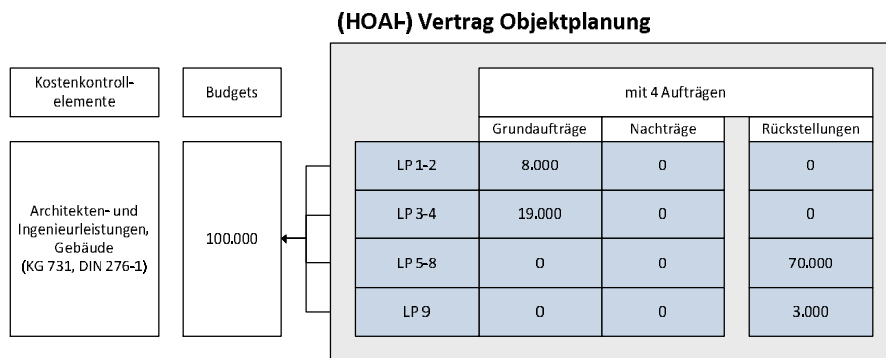 (HOAI-) Vertrag Objektplanung
Kostenkontroll-
elemente
Budgets
mit 4 Aufträgen
Grundaufträge
Nachträge
Rückstellungen
Architekten- und
Ingenieurleistungen,
Gebäude
(KG 731, DIN 276-1)
100.000
LP 1-2
8.000
0
0
LP 3-4
19.000
0
0
LP 5-8
0
0
70.000
LP 9
0
0
3.000